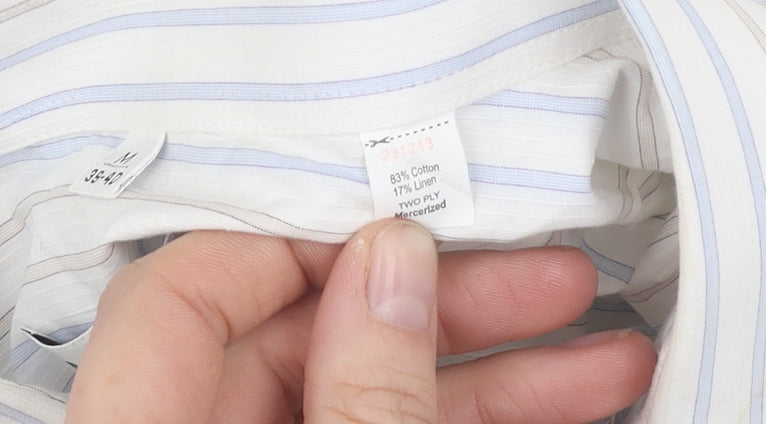 M
39-40
231213
83% Cotton
17% Linen
TWO PLY
Mercerized